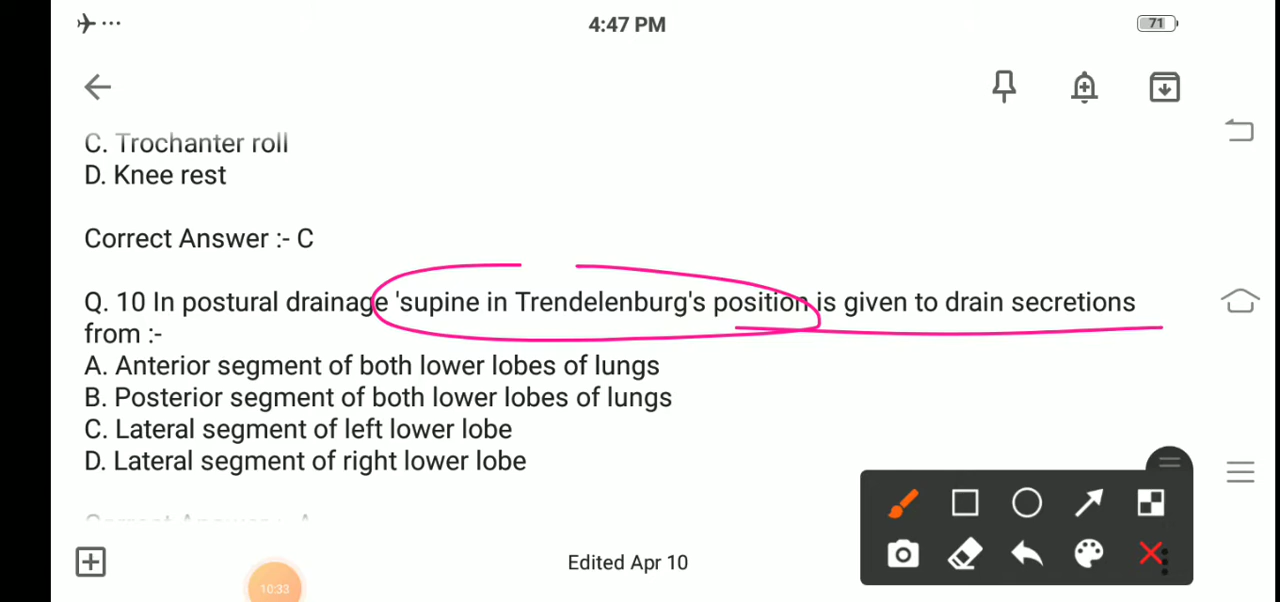 4:47 PM
71
C. Trochanter roll
D. Knee rest
Correct Answer :- C
Q. 10 In postural drainage 'supine in Trendelenburg's position is given to drain secretions
from :-
A. Anterior segment of both lower lobes of lungs
B. Posterior segment of both lower lobes of lungs
C. Lateral segment of left lower lobe
D. Lateral segment of right lower lobe
Edited Apr 10
10:33